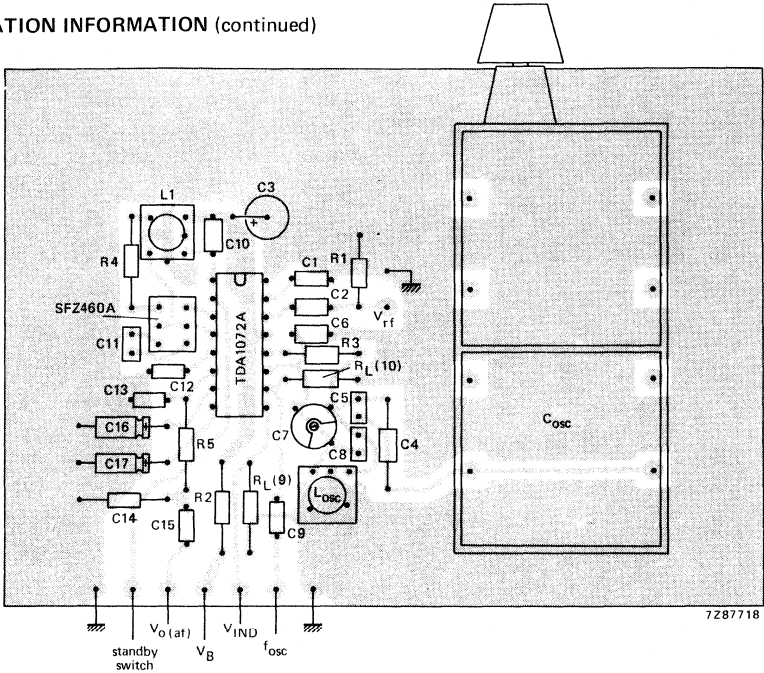 ATION INFORMATION (continued)
L1
C3
+
C10
R4
C1
R1
C2
SFZ460A
TDA1072A
Vrf
C6
C11
R3
RL(10)
C12
C13
C5
C16
C7
Cosc
R5
C4
C17
C8
R2
RL(9)
Losc
C14
C15
C9
7Z87718
Vo(af)
VIND
standby
switch
VB
fosc